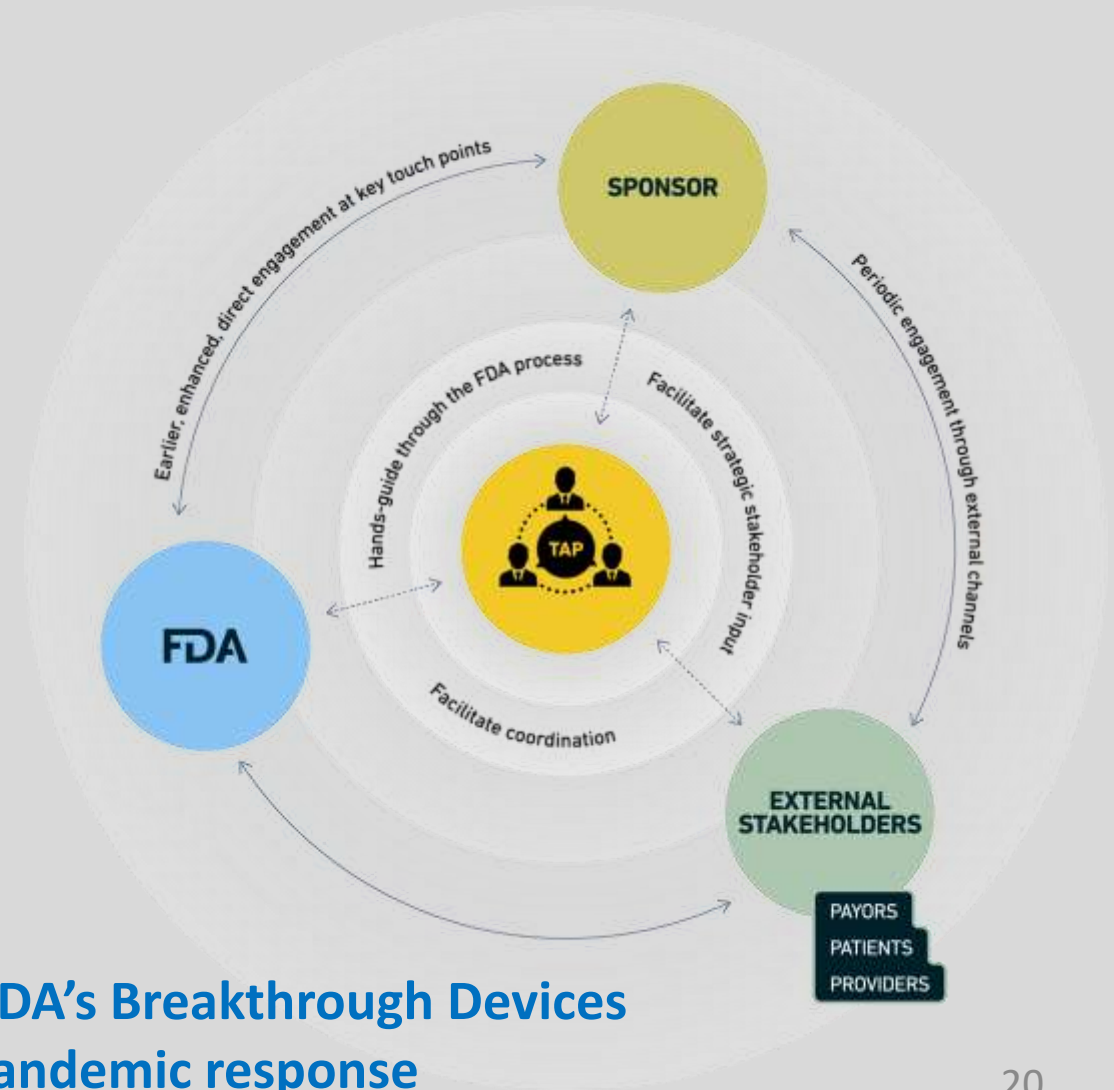 Earlier, enhanced, direct engagement at key touch points
SPONSOR
Periodic engagement through external channels
Hands-guide through the FDA process
Facilitate strategic stakeholder input
TAP
FDA
Facilitate coordination
EXTERNAL
STAKEHOLDERS
PAYORS
PATIENTS
PROVIDERS
DA's Breakthrough Devices
andemic response
20